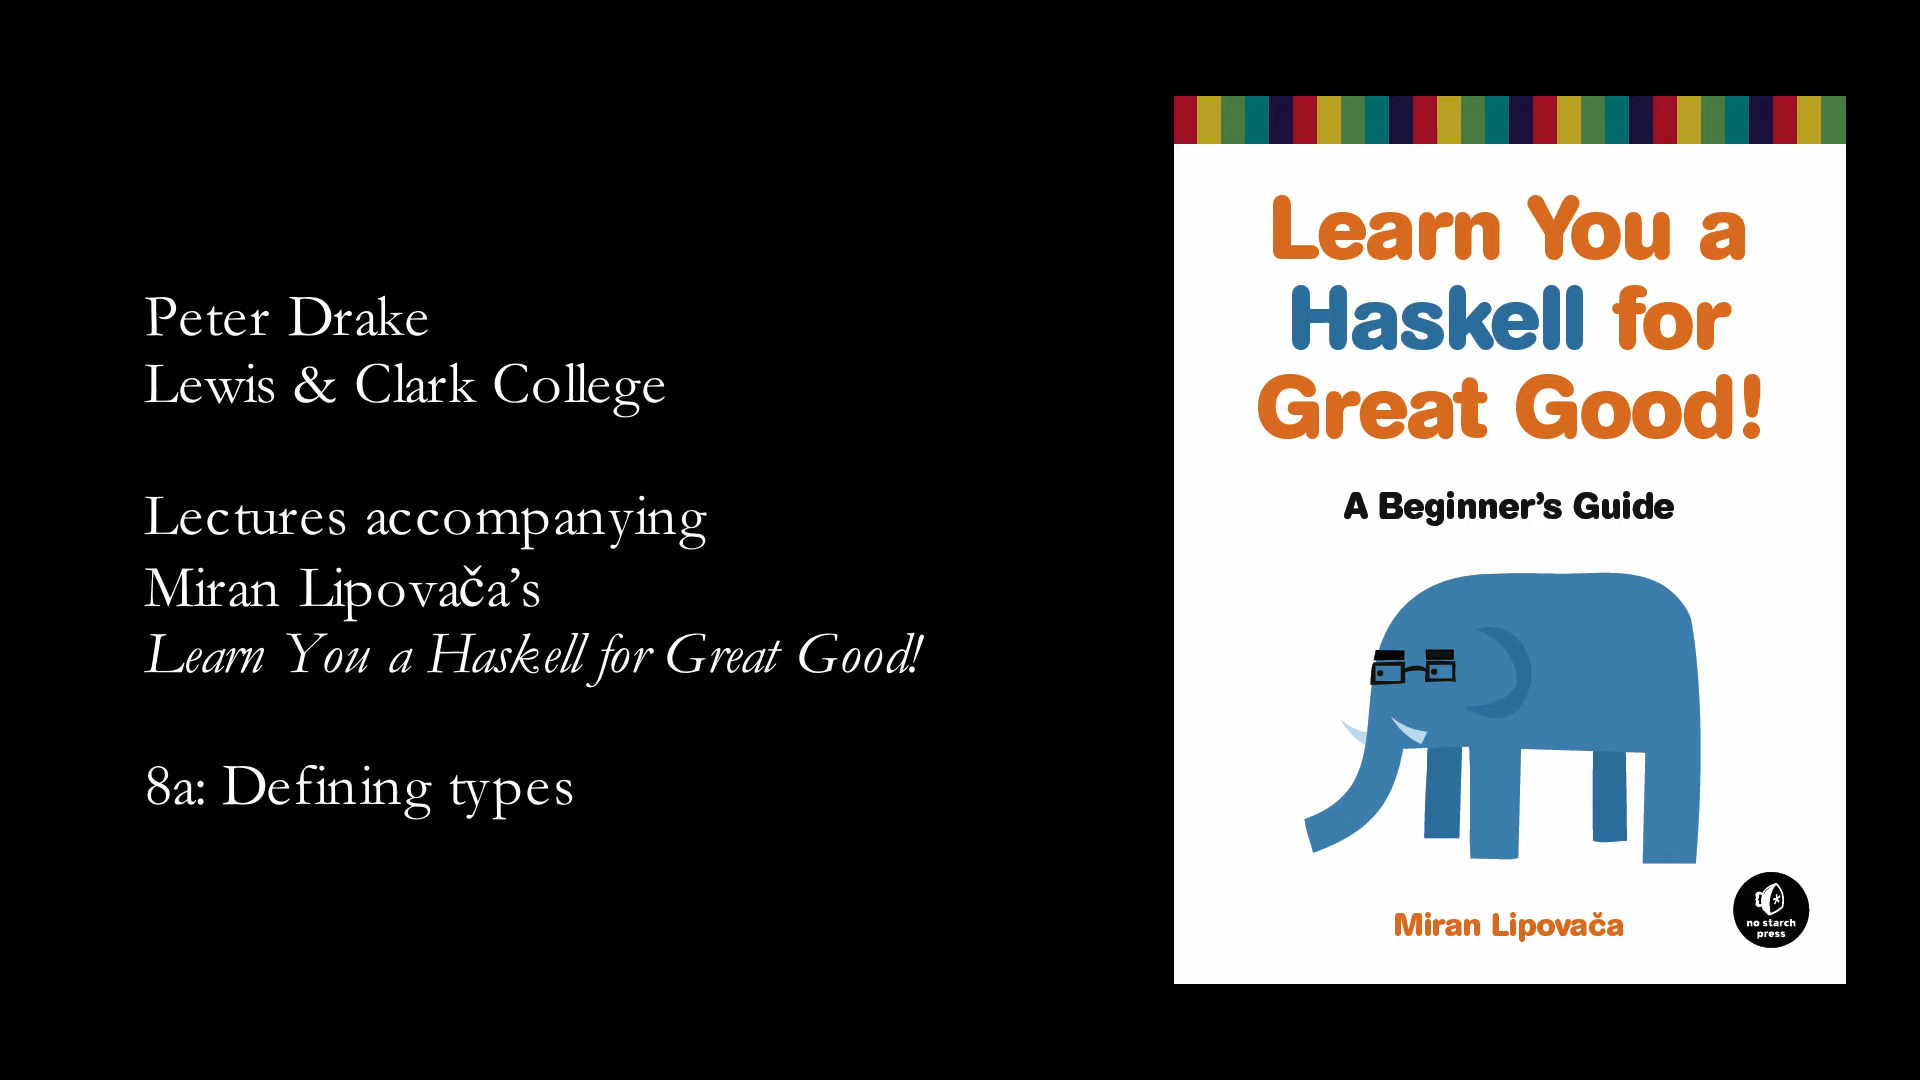 Peter Drake
Lewis & Clark College
Lectures accompanying
Miran Lipovača’s
Learn You a Haskell for Great Good!
8a: Defining types
Learn You a
Haskell for
Great Good!
A Beginner’s Guide
Miran Lipovača
no starch
press